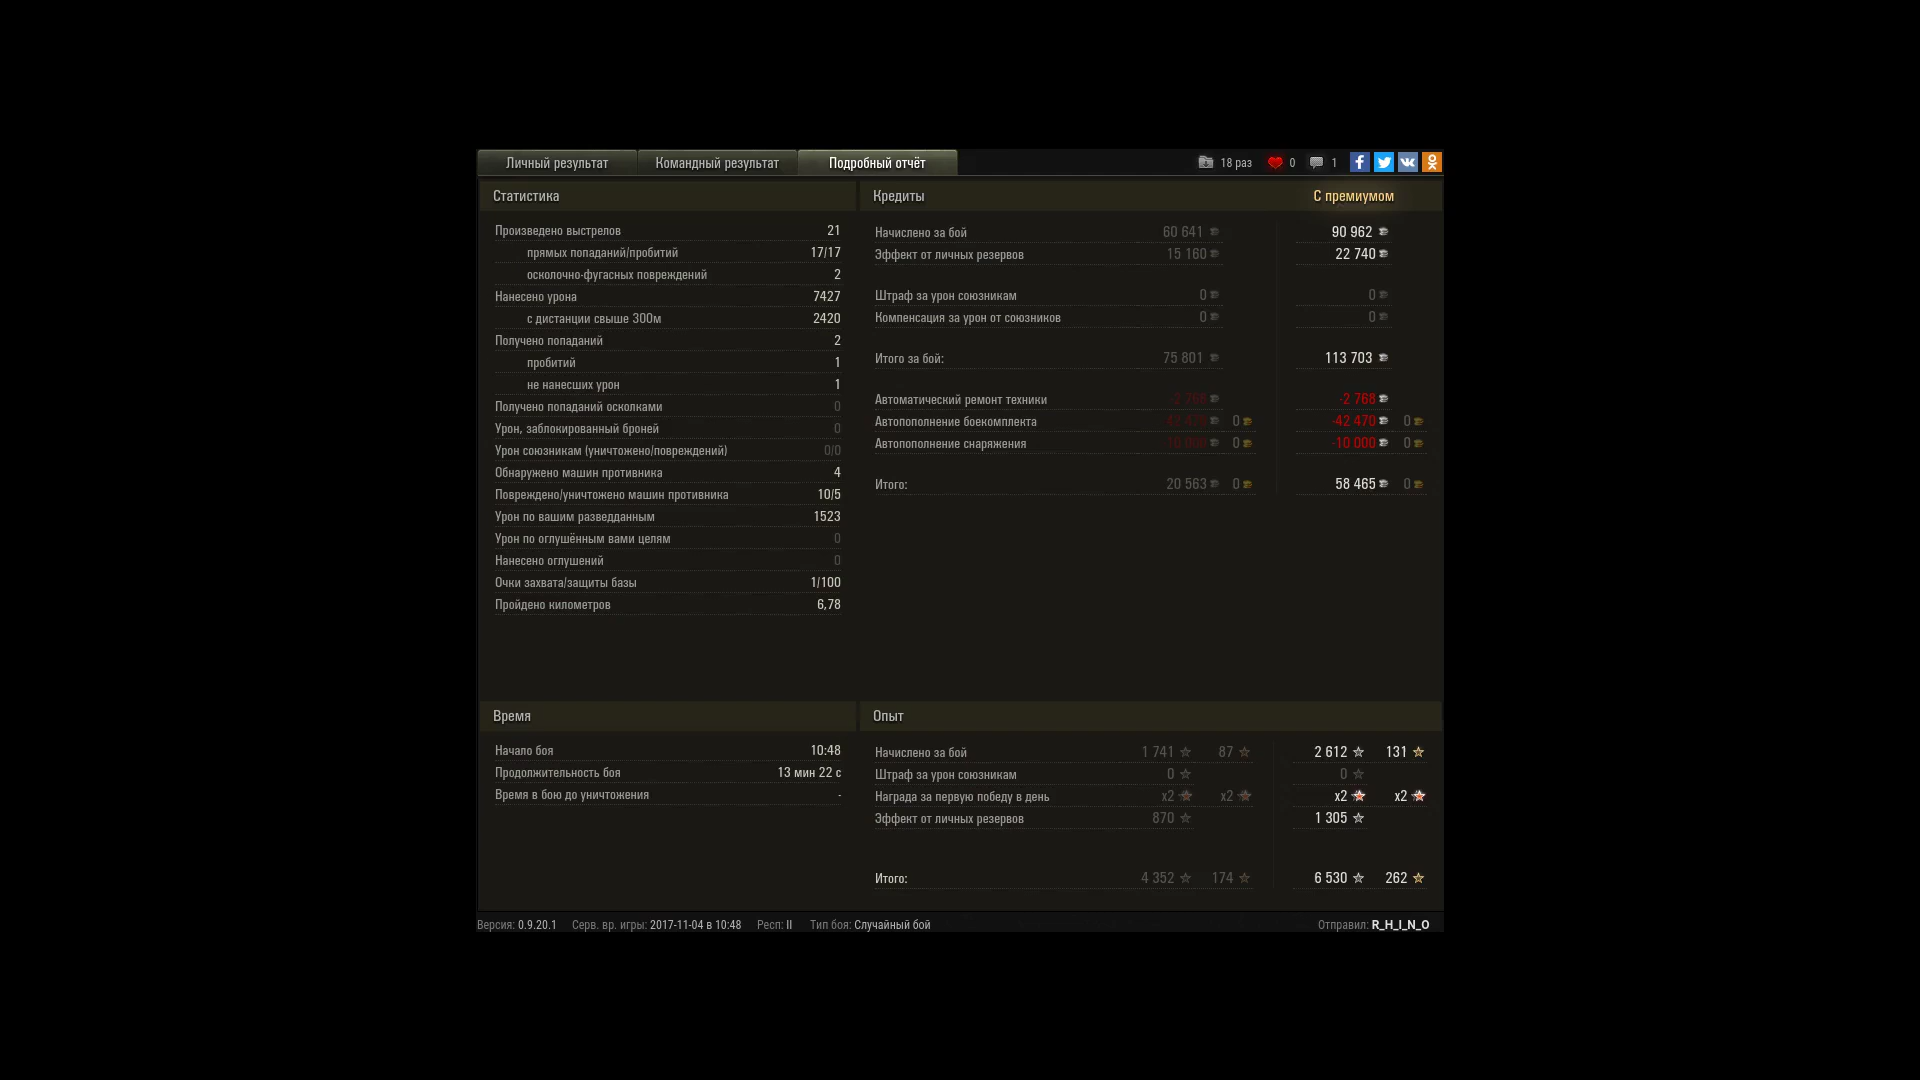 Личный результат Командный результат Подробный отчёт 18 раз 0 1
Статистика
Произведено выстрелов 21
прямых попаданий/пробитий 17/17
осколочно-фугасных повреждений 2
Нанесено урона 7427
с дистанции свыше 300м 2420
Получено попаданий 2
пробитий 1
не нанесших урон 1
Получено попаданий осколками 0
Урон, заблокированный броней 0
Урон союзникам (уничтожено/повреждений) 0/0
Обнаружено машин противника 4
Повреждено/уничтожено машин противника 10/5
Урон по вашим разведданным 1523
Урон по оглушённым вами целям 0
Нанесено оглушений 0
Очки захвата/защиты базы 1/100
Пройдено километров 6,78
Кредиты С премиумом
Начислено за бой 60 641 90 962
Эффект от личных резервов 15 160 22 740
Штраф за урон союзникам 0 0
Компенсация за урон от союзников 0 0
Итого за бой: 75 801 113 703
Автоматический ремонт техники -2 768 -2 768
Автопополнение боекомплекта -42 470 0 -42 470 0
Автопополнение снаряжения -10 000 0 -10 000 0
Итого: 20 563 0 58 465 0
Время
Начало боя 10:48
Продолжительность боя 13 мин 22 с
Время в бою до уничтожения -
Опыт
Начислено за бой 1 741 87 2 612 131
Штраф за урон союзникам 0 0
Награда за первую победу в день x2 x2 x2 x2
Эффект от личных резервов 870 1 305
Итого: 4 352 174 6 530 262
Версия: 0.9.20.1 Серв. вр. игры: 2017-11-04 в 10:48 Респ: II Тип боя: Случайный бой Отправил: R_H_I_N_O